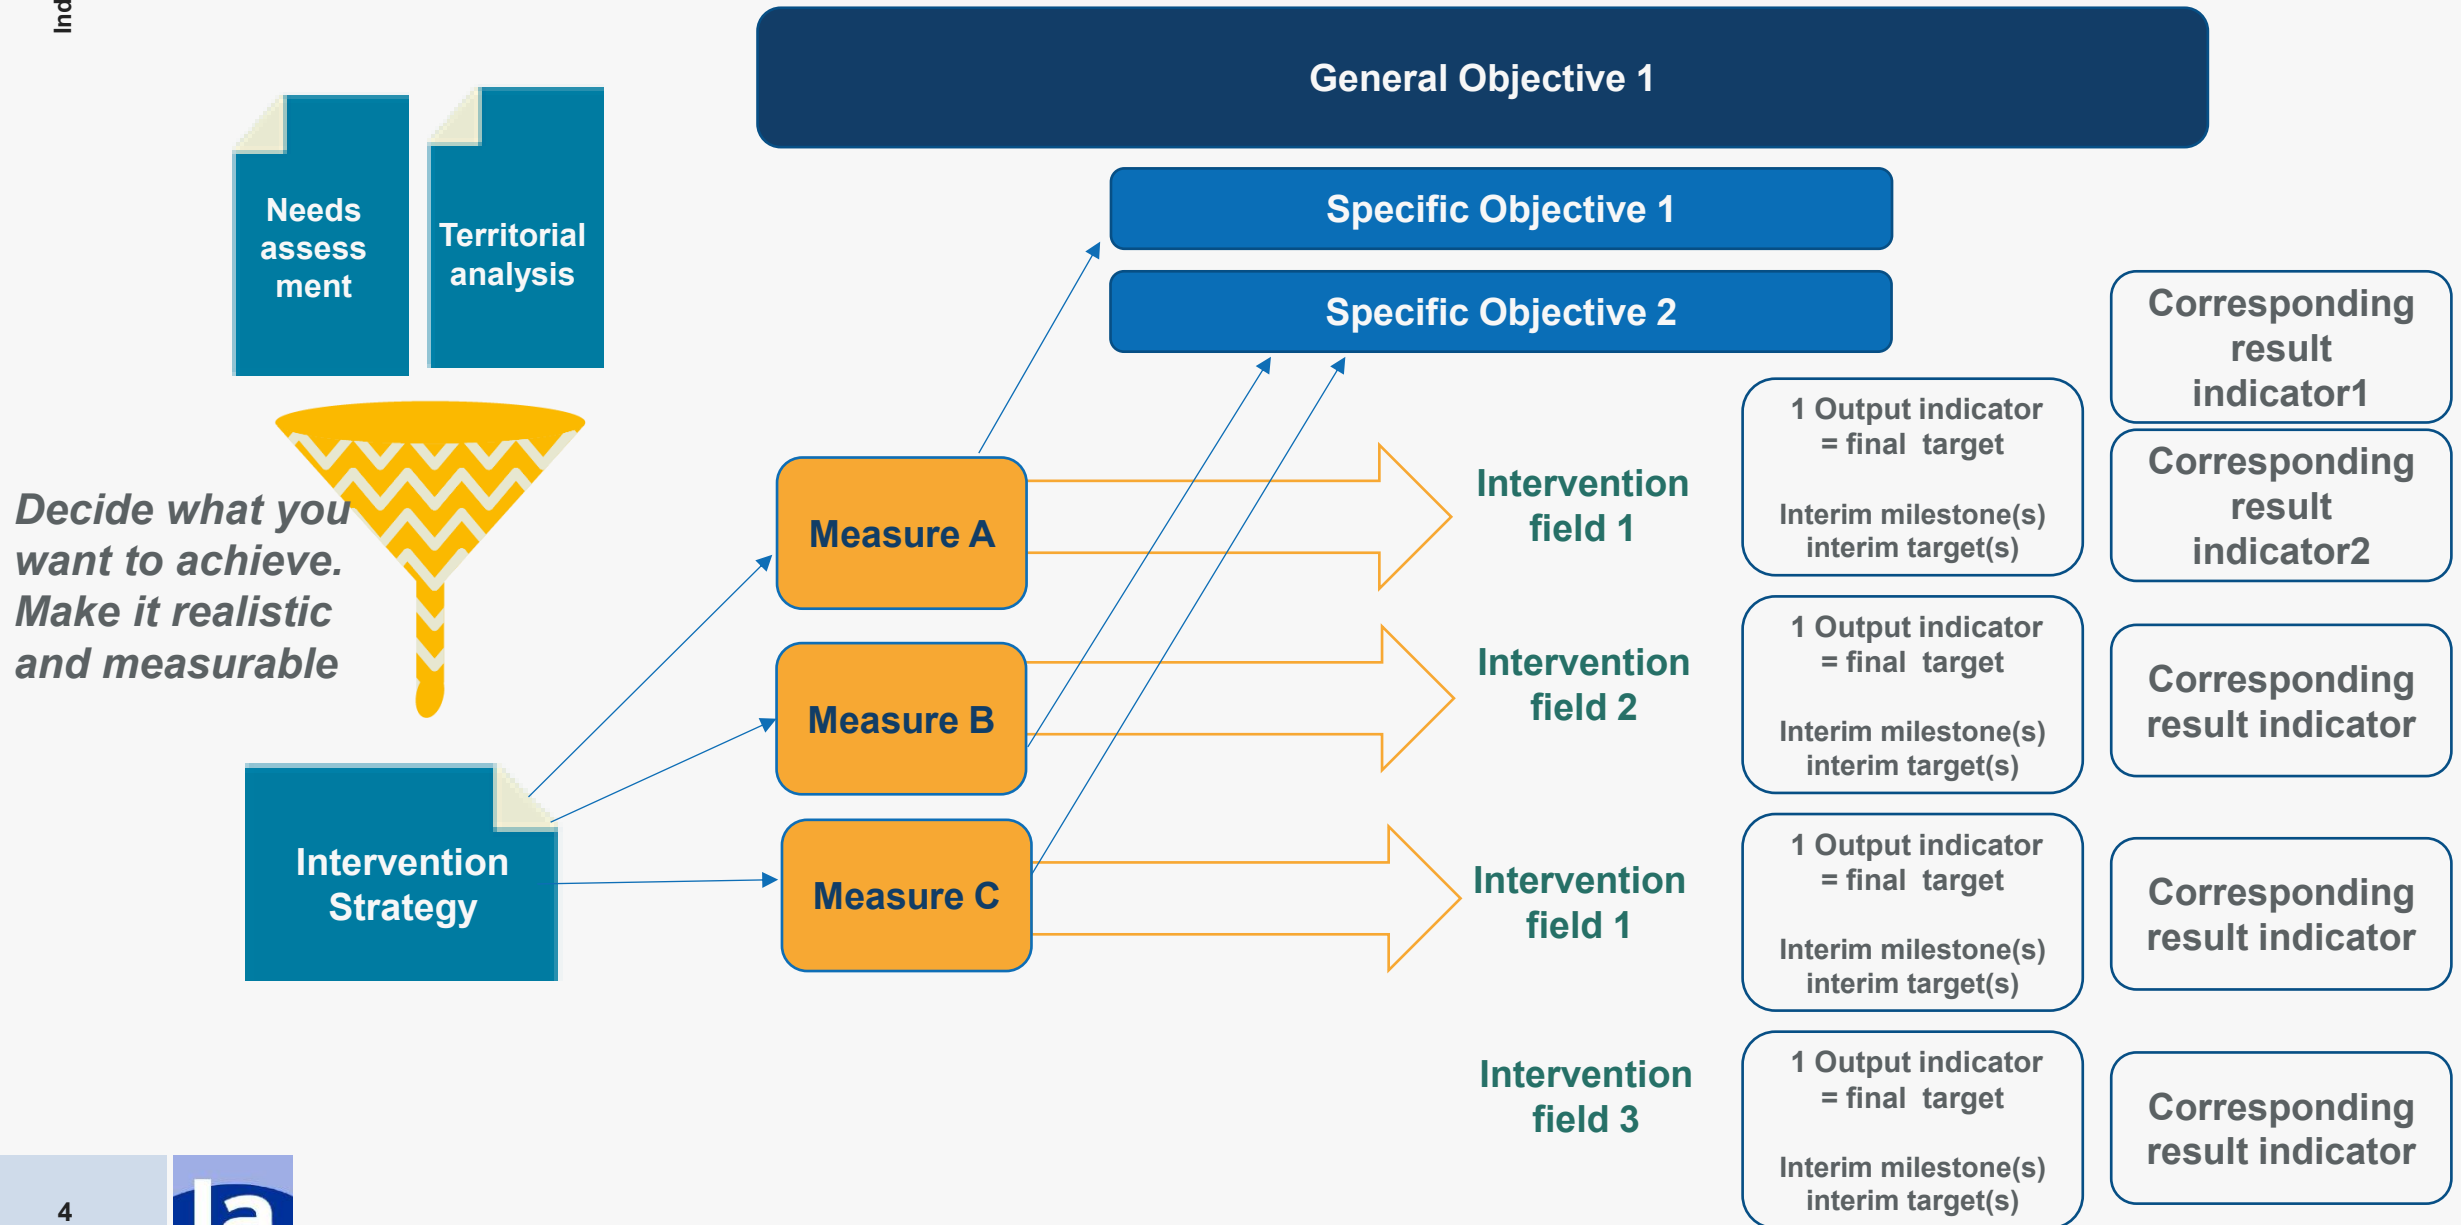 Ind
General Objective 1
Needs
assess
ment
Territorial
analysis
Specific Objective 1
Specific Objective 2
Decide what you
want to achieve.
Make it realistic
and measurable
Intervention
Strategy
Measure A
Measure B
Measure C
Intervention
field 1
1 Output indicator
= final target
Interim milestone(s)
interim target(s)
Corresponding
result
indicator1
Corresponding
result
indicator2
Intervention
field 2
1 Output indicator
= final target
Interim milestone(s)
interim target(s)
Corresponding
result indicator
Intervention
field 1
1 Output indicator
= final target
Interim milestone(s)
interim target(s)
Corresponding
result indicator
Intervention
field 3
1 Output indicator
= final target
Interim milestone(s)
interim target(s)
Corresponding
result indicator
4